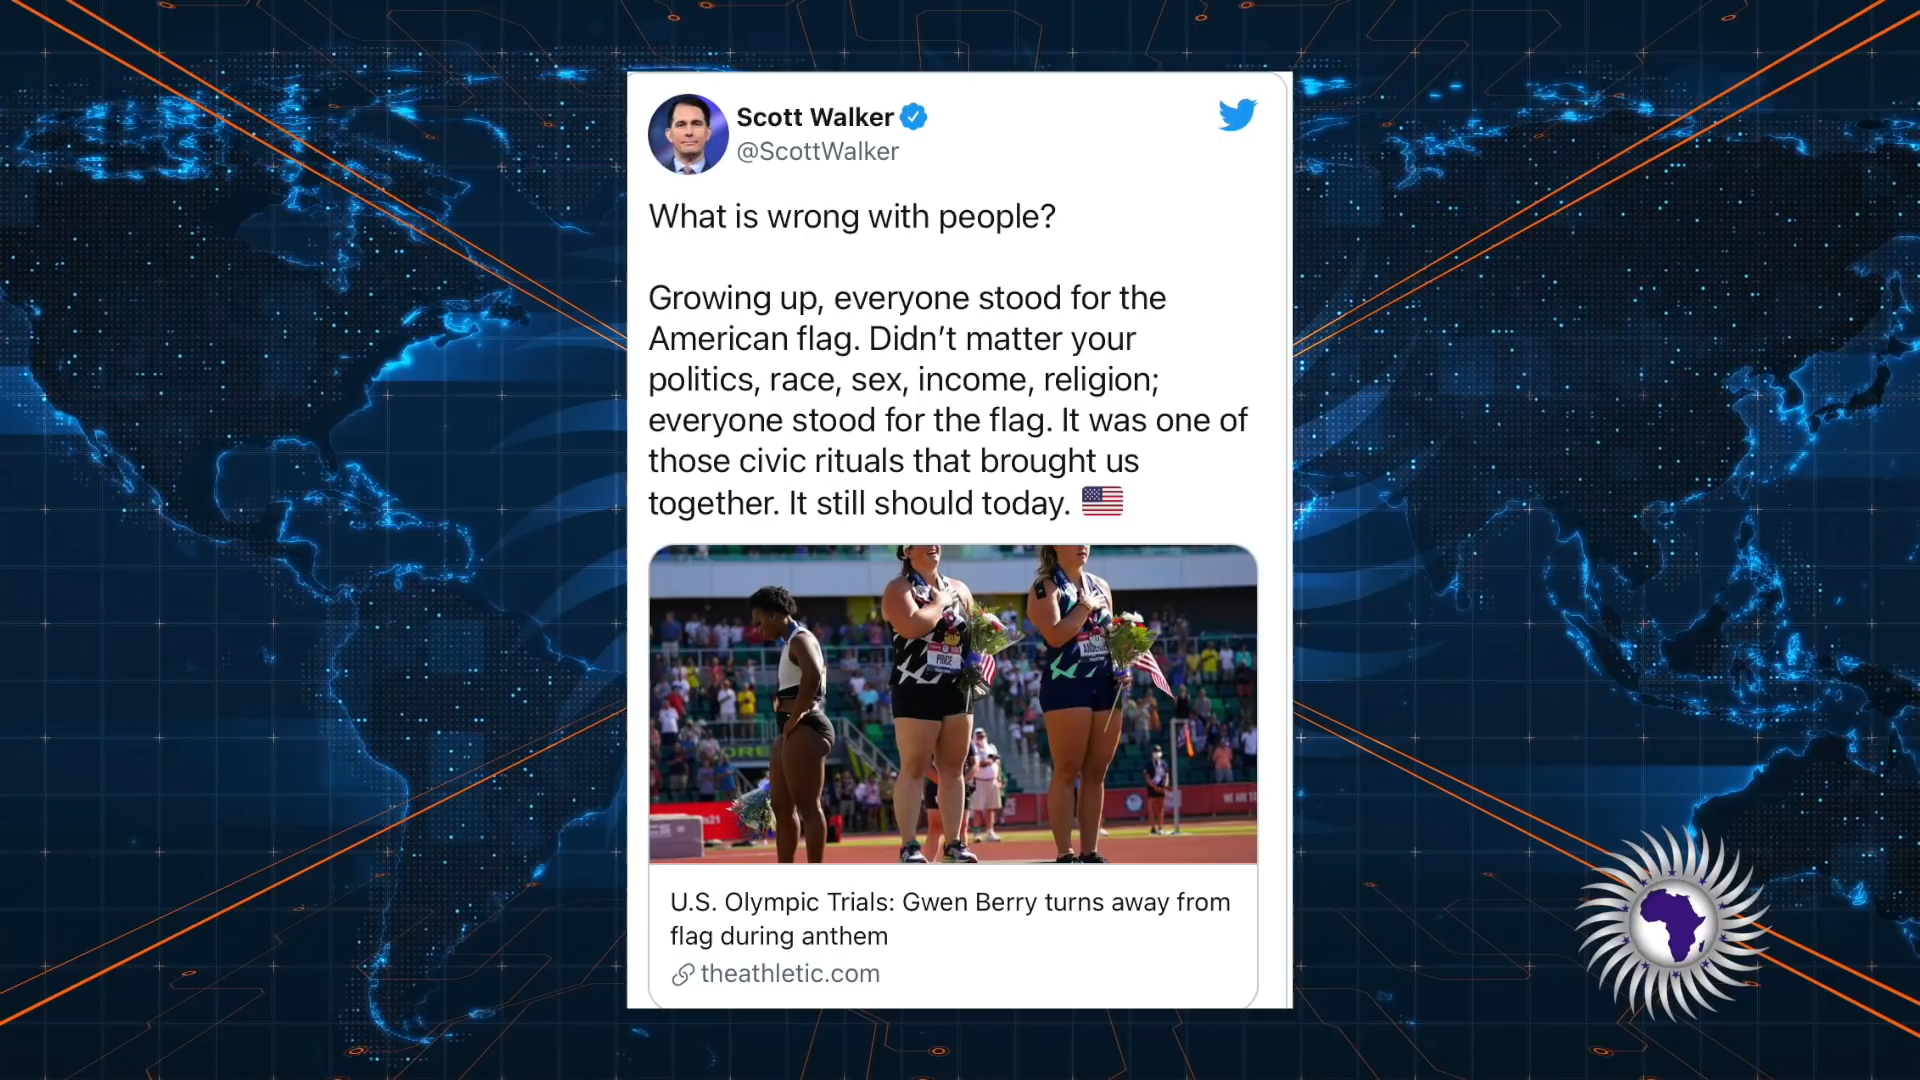 Scott Walker
@ScottWalker
What is wrong with people?
Growing up, everyone stood for the
American flag. Didn’t matter your
politics, race, sex, income, religion;
everyone stood for the flag. It was one of
those civic rituals that brought us
together. It still should today.
PRICE
U.S. Olympic Trials: Gwen Berry turns away from
flag during anthem
theathletic.com